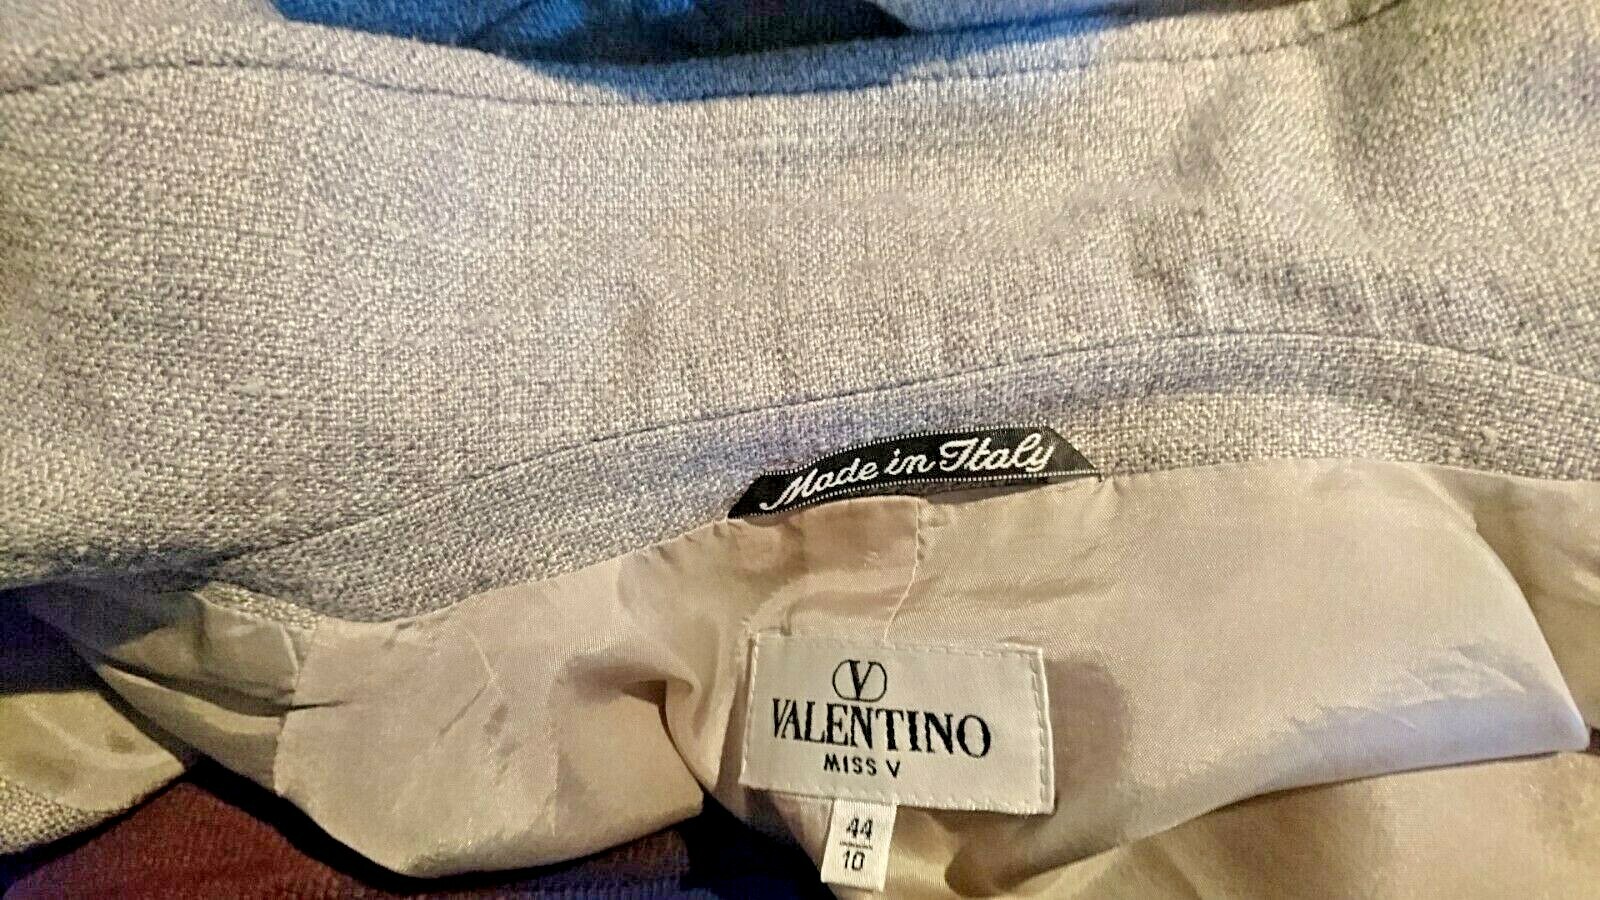 Made in Italy
V
VALENTINO
MISS V
44
10